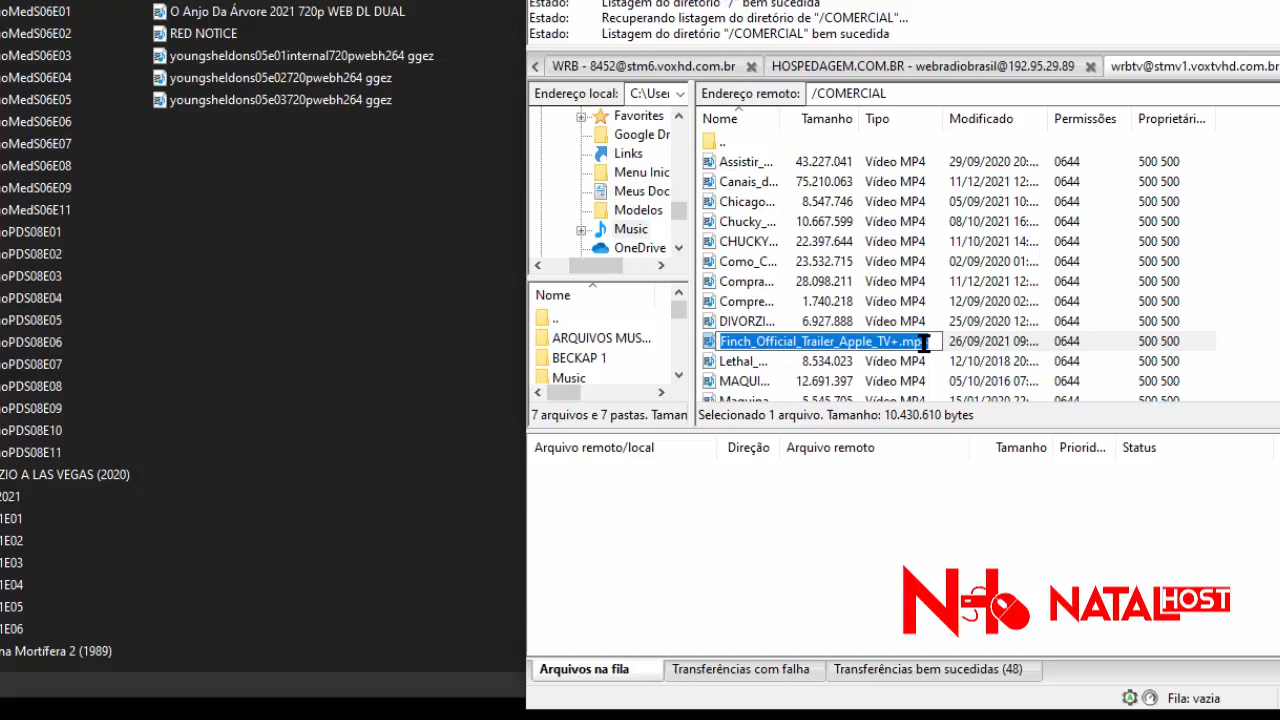 oMedS06E01
oMedS06E02
oMedS06E03
oMedS06E04
oMedS06E05
oMedS06E06
oMedS06E07
oMedS06E08
oMedS06E09
oMedS06E11
oPDS08E01
oPDS08E02
oPDS08E03
oPDS08E04
oPDS08E05
oPDS08E06
oPDS08E07
oPDS08E08
oPDS08E09
oPDS08E10
oPDS08E11
ZIO A LAS VEGAS (2020)
2021
1E01
1E02
1E03
1E04
1E05
1E06
na Mortífera 2 (1989)
O Anjo Da Árvore 2021 720p WEB DL DUAL
RED NOTICE
youngsheldons05e01internal720pwebh264 ggez
youngsheldons05e02720pwebh264 ggez
youngsheldons05e03720pwebh264 ggez
Estado: Listagem do diretório "/" bem sucedida
Estado: Recuperando listagem do diretório de "/COMERCIAL"...
Estado: Listagem do diretório "/COMERCIAL" bem sucedida
WRB - 8452@stm6.voxhd.com.br
HOSPEDAGEM.COM.BR - webradiobrasil@192.95.29.89
wrbtv@stmv1.voxtvhd.com.br
Endereço local: C:\User
Favorites
Google Dr
Links
Menu Inic
Meus Doc
Modelos
Music
OneDrive
Nome
..
ARQUIVOS MUS...
BECKAP 1
Music
7 arquivos e 7 pastas. Taman
Endereço remoto: /COMERCIAL
Nome Tamanho Tipo Modificado Permissões Proprietári...
..
Assistir_... 43.227.041 Vídeo MP4 29/09/2020 20:... 0644 500 500
Canais_d... 75.210.063 Vídeo MP4 11/12/2021 12:... 0644 500 500
Chicago... 8.547.746 Vídeo MP4 05/09/2021 10:... 0644 500 500
Chucky_... 10.667.599 Vídeo MP4 08/10/2021 16:... 0644 500 500
CHUCKY... 22.397.644 Vídeo MP4 11/10/2021 14:... 0644 500 500
Como_C... 23.532.715 Vídeo MP4 02/09/2020 01:... 0644 500 500
Compra... 28.098.211 Vídeo MP4 11/12/2021 12:... 0644 500 500
Compre... 1.740.218 Vídeo MP4 12/09/2020 02:... 0644 500 500
DIVORZI... 6.927.888 Vídeo MP4 25/09/2020 12:... 0644 500 500
Finch_Official_Trailer_Apple_TV+.mp 26/09/2021 09:... 0644 500 500
Lethal_... 8.534.023 Vídeo MP4 12/10/2018 20:... 0644 500 500
MAQUI... 12.691.397 Vídeo MP4 05/10/2016 07:... 0644 500 500
Maquina... 5.545.705 Vídeo MP4 15/01/2020 22:... 0644 500 500
Selecionado 1 arquivo. Tamanho: 10.430.610 bytes
Arquivo remoto/local Direção Arquivo remoto Tamanho Priorid... Status
NH
NATALHOST
Arquivos na fila Transferências com falha Transferências bem sucedidas (48)
Fila: vazia